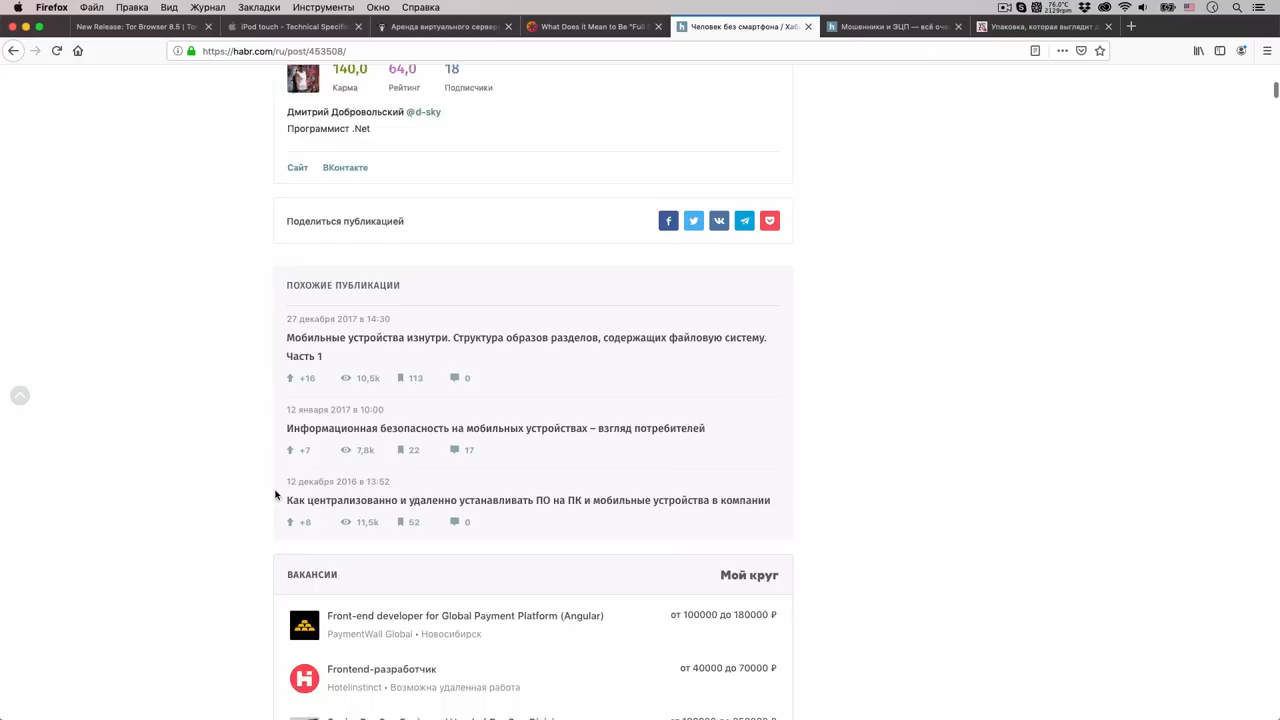 Firefox Файл Правка Вид Журнал Закладки Инструменты Окно Справка
76.0°C
2129rpm
New Release: Tor Browser 8.5 | Tor
iPod touch - Technical Specific
Аренда виртуального сервера
What Does it Mean to Be "Full S
Человек без смартфона / Хаб
Мошенники и ЭЦП — всё оче
Упаковка, которая выглядит д
https://habr.com/ru/post/453508/
140,0 64,0 18
Карма Рейтинг Подписчики
Дмитрий Добровольский @d-sky
Программист .Net
Сайт ВКонтакте
Поделиться публикацией
ПОХОЖИЕ ПУБЛИКАЦИИ
27 декабря 2017 в 14:30
Мобильные устройства изнутри. Структура образов разделов, содержащих файловую систему.
Часть 1
+16 10,5k 113 0
12 января 2017 в 10:00
Информационная безопасность на мобильных устройствах – взгляд потребителей
+7 7,8k 22 17
12 декабря 2016 в 13:52
Как централизованно и удаленно устанавливать ПО на ПК и мобильные устройства в компании
+8 11,5k 52 0
ВАКАНСИИ Мой круг
Front-end developer for Global Payment Platform (Angular) от 100000 до 180000 ₽
PaymentWall Global • Новосибирск
Frontend-разработчик от 40000 до 70000 ₽
Hotelinstinct • Возможна удаленная работа